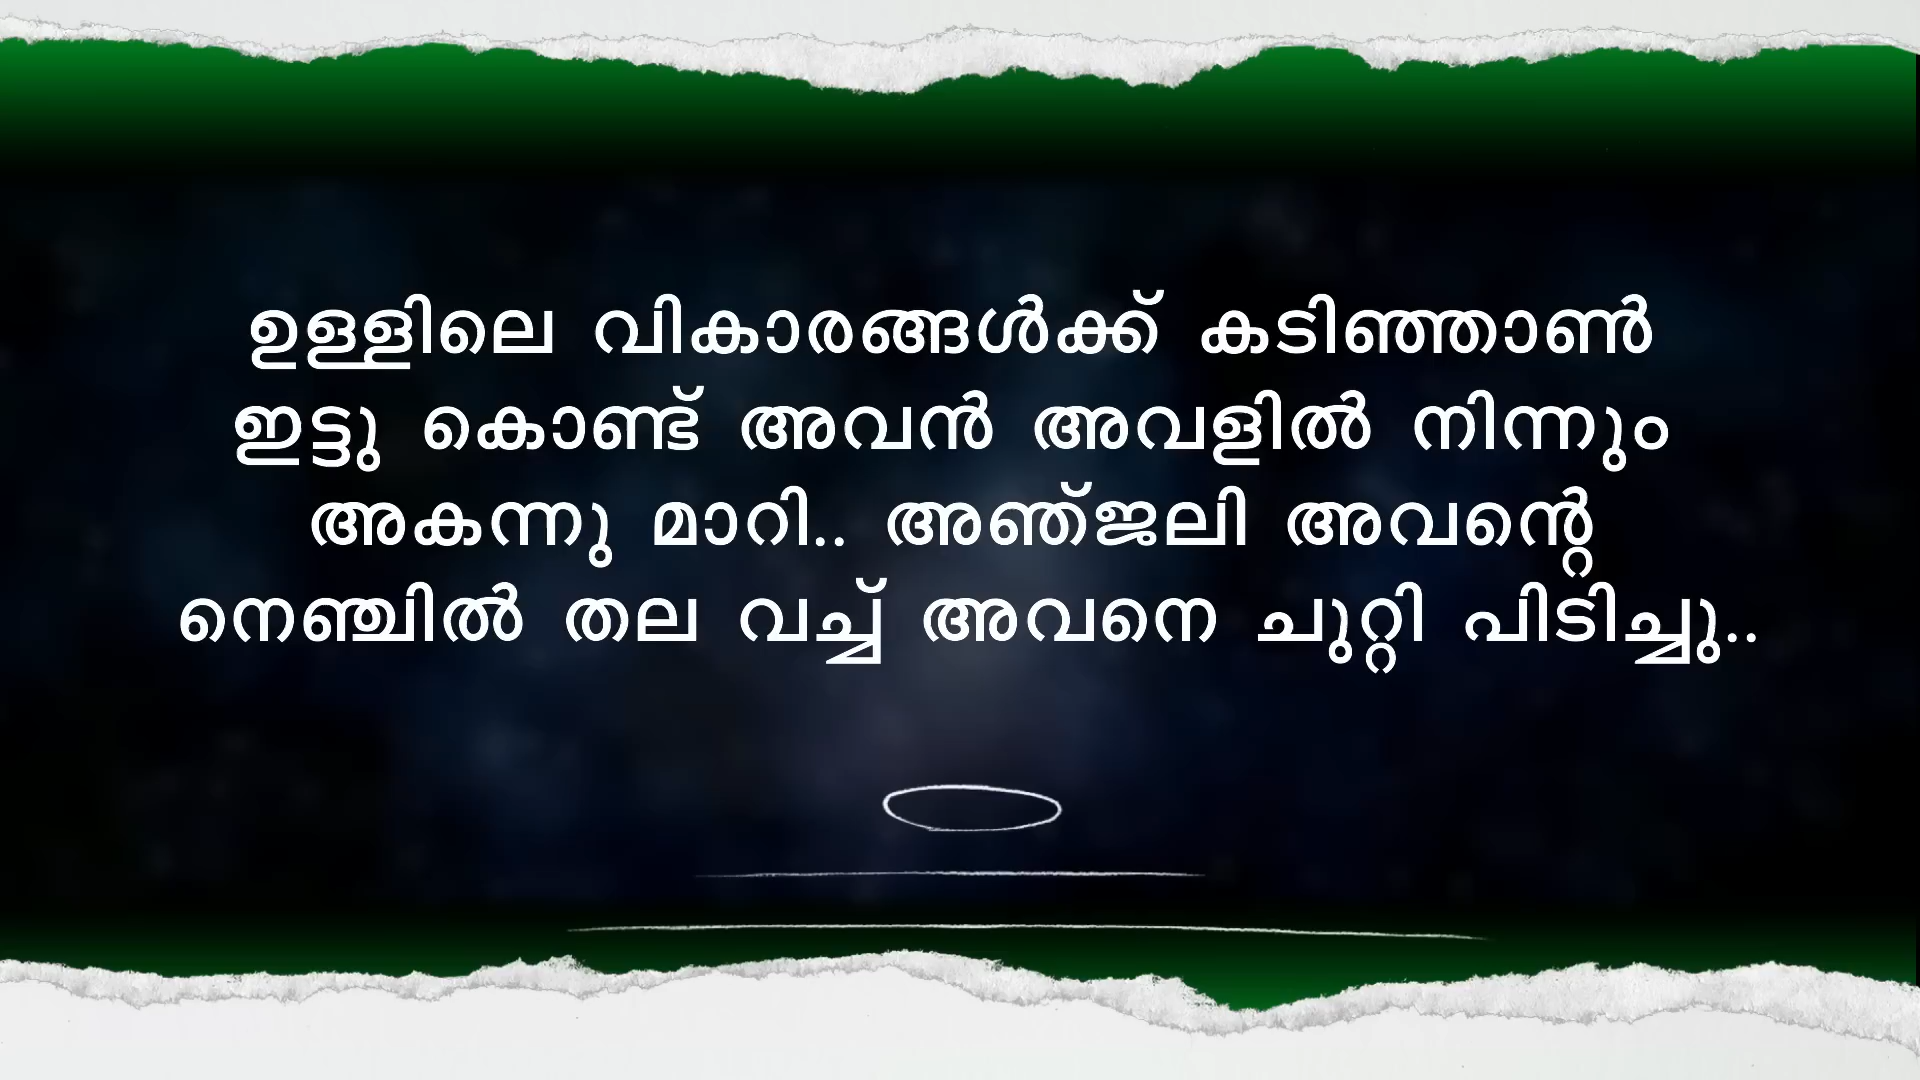 ഉള്ളിലെ വികാരങ്ങൾക്ക് കടിഞ്ഞാൺ
ഇട്ടു കൊണ്ട് അവൻ അവളിൽ നിന്നും
അകന്നു മാറി.. അഞ്ജലി അവന്റെ
നെഞ്ചിൽ തല വച്ച് അവനെ ചുറ്റി പിടിച്ചു..